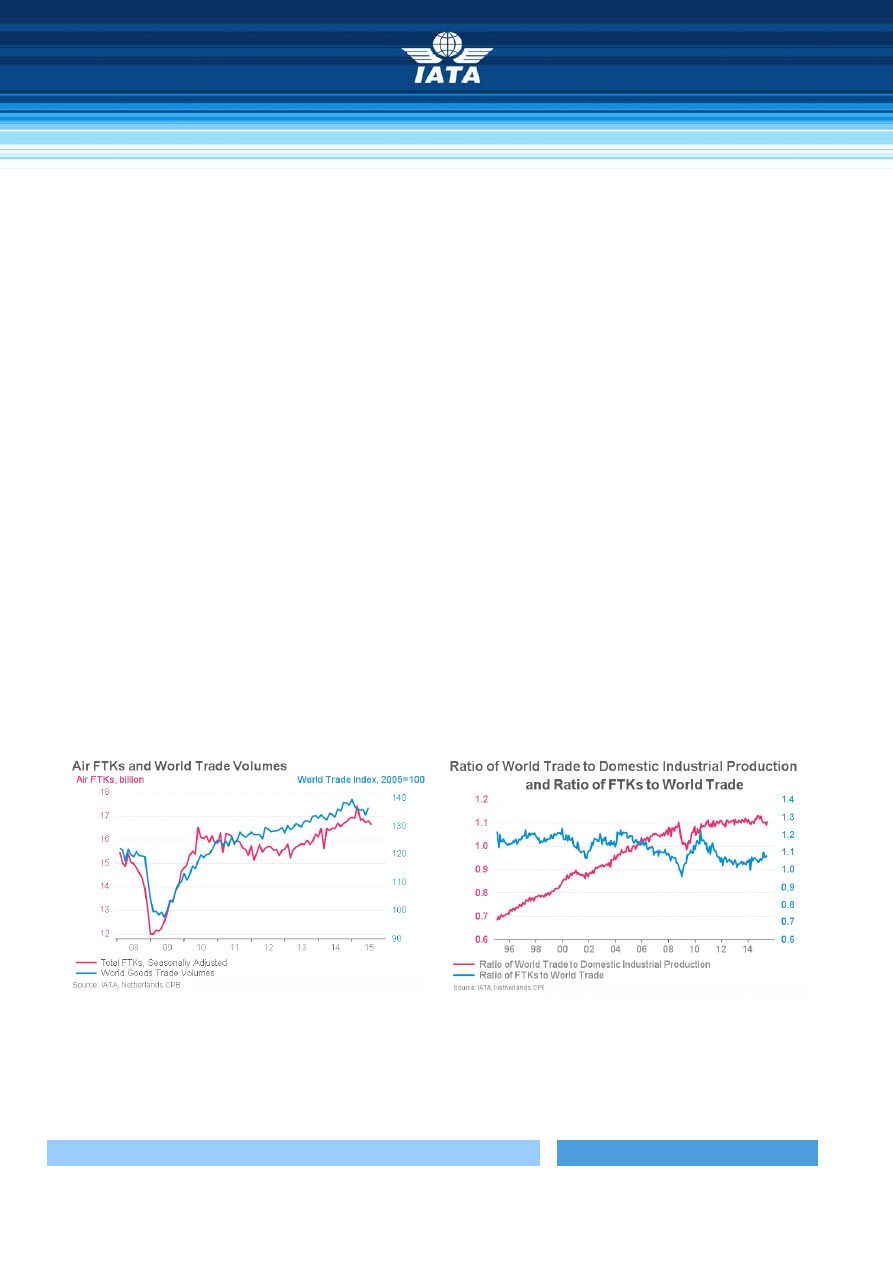 IATA
Air FTKs and World Trade Volumes
Air FTKs, billion World Trade Index, 2005=100
18
17
16
15
14
13
12
140
130
120
110
100
90
08 09 10 11 12 13 14 15
Total FTKs, Seasonally Adjusted
World Goods Trade Volumes
Source: IATA, Netherlands CPB
Ratio of World Trade to Domestic Industrial Production
and Ratio of FTKs to World Trade
1.2
1.1
1.0
0.9
0.8
0.7
0.6
1.4
1.3
1.2
1.1
1.0
0.9
0.8
0.7
0.6
96 98 00 02 04 06 08 10 12 14
Ratio of World Trade to Domestic Industrial Production
Ratio of FTKs to World Trade
Source: IATA, Netherlands CPB